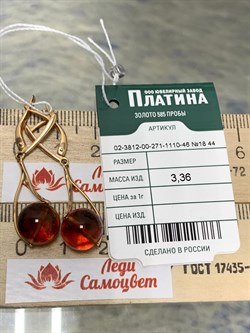 ООО ЮВЕЛИРНЫЙ ЗАВОД
ПЛАТИНА
ЗОЛОТО 585 ПРОБЫ
АРТИКУЛ
02-3812-00-271-1110-46 №18.44
РАЗМЕР
МАССА ИЗД. 3,36
ЦЕНА за 1г
ЦЕНА ИЗД.
СДЕЛАНО В РОССИИ
Леди
Самоцвет
Леди
Самоцвет
ГОСТ 17435-